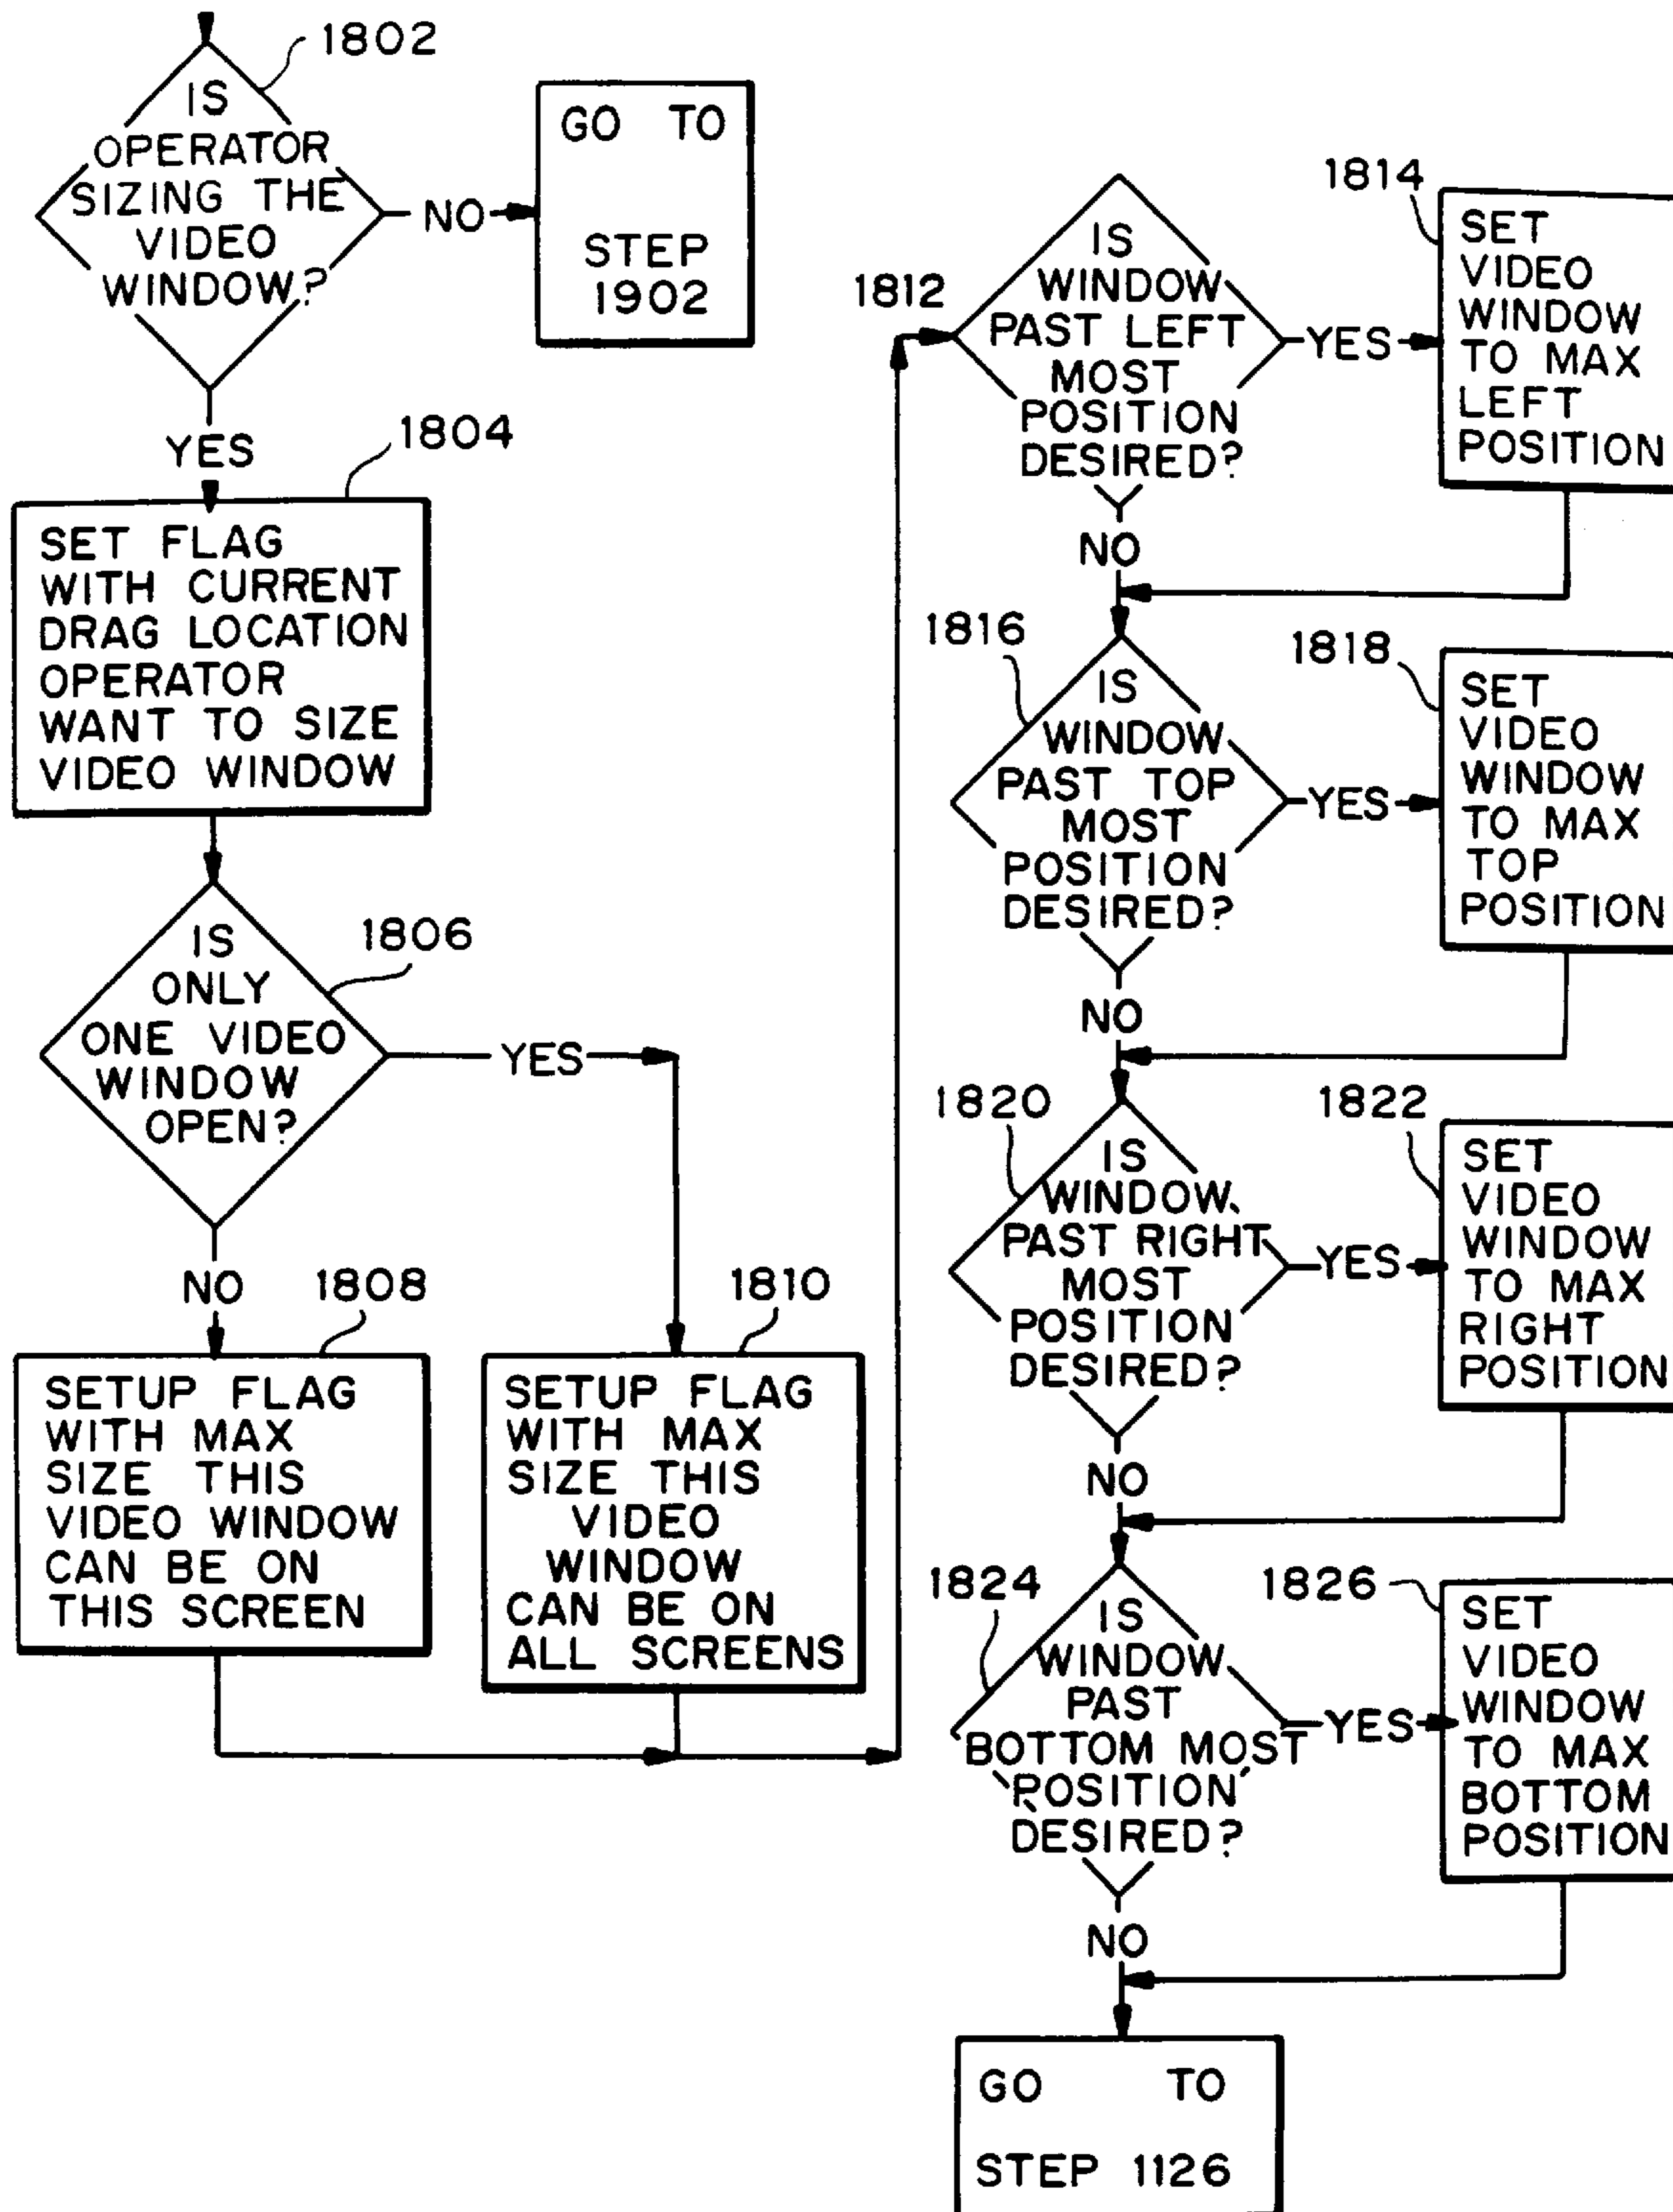 1802
IS
OPERATOR
SIZING THE
VIDEO
WINDOW?
NO
GO TO
STEP
1902
YES
1804
SET FLAG
WITH CURRENT
DRAG LOCATION
OPERATOR
WANT TO SIZE
VIDEO WINDOW
1806
IS
ONLY
ONE VIDEO
WINDOW
OPEN?
YES
NO
1808
SETUP FLAG
WITH MAX
SIZE THIS
VIDEO WINDOW
CAN BE ON
THIS SCREEN
1810
SETUP FLAG
WITH MAX
SIZE THIS
VIDEO
WINDOW
CAN BE ON
ALL SCREENS
1812
IS
WINDOW
PAST LEFT
MOST
POSITION
DESIRED?
YES
1814
SET
VIDEO
WINDOW
TO MAX
LEFT
POSITION
NO
1816
IS
WINDOW
PAST TOP
MOST
POSITION
DESIRED?
YES
1818
SET
VIDEO
WINDOW
TO MAX
TOP
POSITION
NO
1820
IS
WINDOW
PAST RIGHT
MOST
POSITION
DESIRED?
YES
1822
SET
VIDEO
WINDOW
TO MAX
RIGHT
POSITION
NO
1824
IS
WINDOW
PAST
BOTTOM MOST
POSITION
DESIRED?
YES
1826
SET
VIDEO
WINDOW
TO MAX
BOTTOM
POSITION
NO
GO TO
STEP 1126